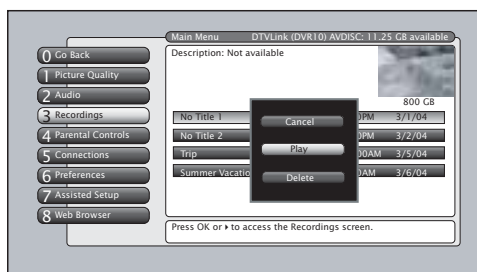 Main Menu DTVLink (DVR10) AVDISC: 11.25 GB available
0 Go Back
1 Picture Quality
2 Audio
3 Recordings
4 Parental Controls
5 Connections
6 Preferences
7 Assisted Setup
8 Web Browser
Description: Not available
800 GB
No Title 1 0PM 3/1/04
No Title 2 0PM 3/2/04
Trip 00AM 3/5/04
Summer Vacatio 0AM 3/6/04
Cancel
Play
Delete
Press OK or ▸ to access the Recordings screen.